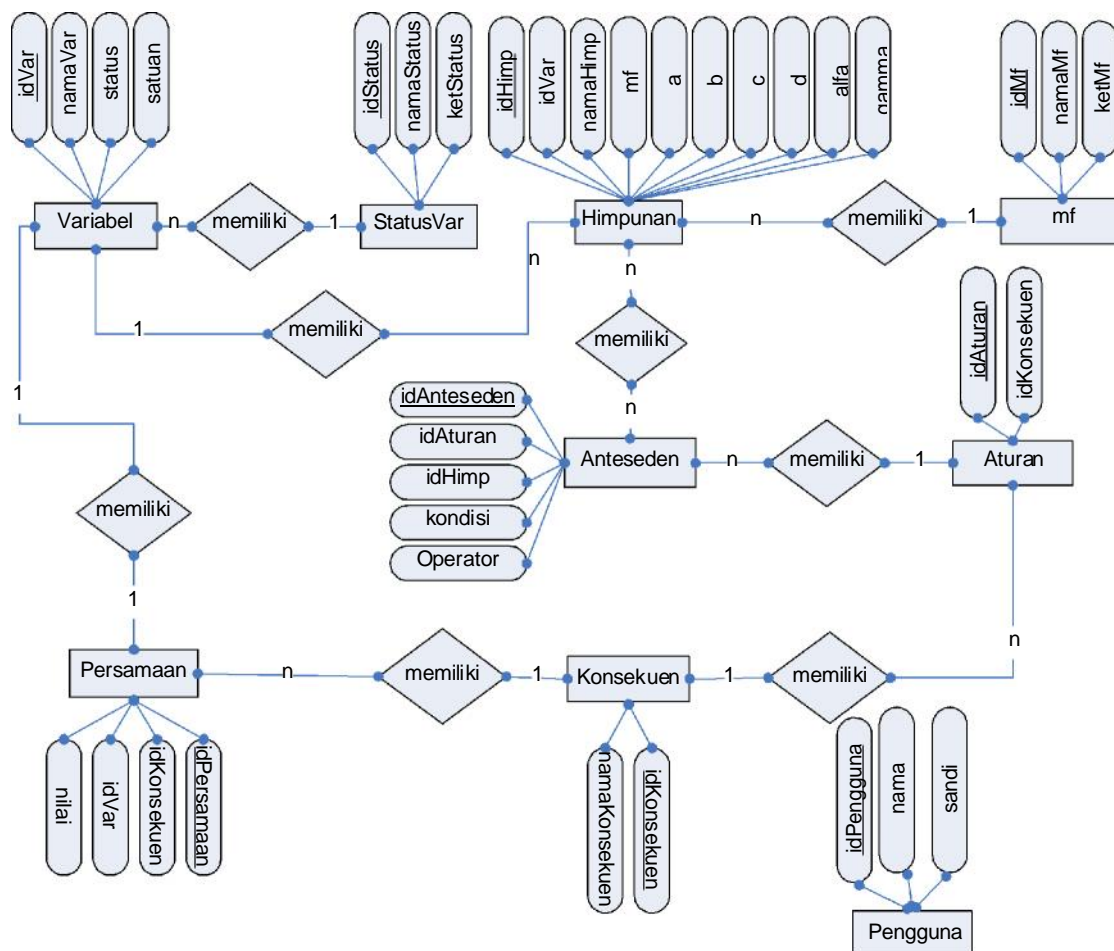 idVar
namaVar
status
satuan
idStatus
namaStatus
ketStatus
idHimp
idVar
namaHimp
mf
a
b
c
d
alfa
gamma
idMf
namaMf
ketMf
Variabel
n
memiliki
1
StatusVar
Himpunan
n
memiliki
1
mf
n
n
1
memiliki
memiliki
idAturan
idKonsekuen
1
n
idAnteseden
idAturan
idHimp
kondisi
Operator
Anteseden
n
memiliki
1
Aturan
memiliki
1
n
Persamaan
n
memiliki
1
Konsekuen
1
memiliki
nilai
idVar
idKonsekuen
idPersamaan
namaKonsekuen
idKonsekuen
idPengguna
nama
sandi
Pengguna